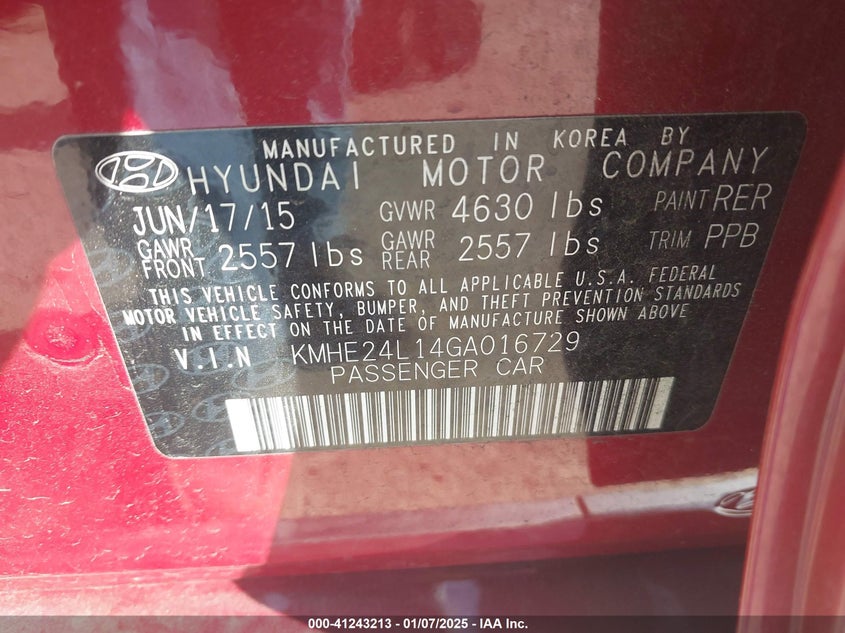 MANUFACTURED IN KOREA BY
HYUNDAI MOTOR COMPANY
JUN/17/15 GVWR 4630 lbs PAINT RER
GAWR FRONT 2557 lbs GAWR REAR 2557 lbs TRIM PPB
THIS VEHICLE CONFORMS TO ALL APPLICABLE U.S.A. FEDERAL
MOTOR VEHICLE SAFETY, BUMPER, AND THEFT PREVENTION STANDARDS
IN EFFECT ON THE DATE OF MANUFACTURE SHOWN ABOVE
V.I.N KMHE24L14GA016729
PASSENGER CAR
000-41243213 - 01/07/2025 - IAA Inc.